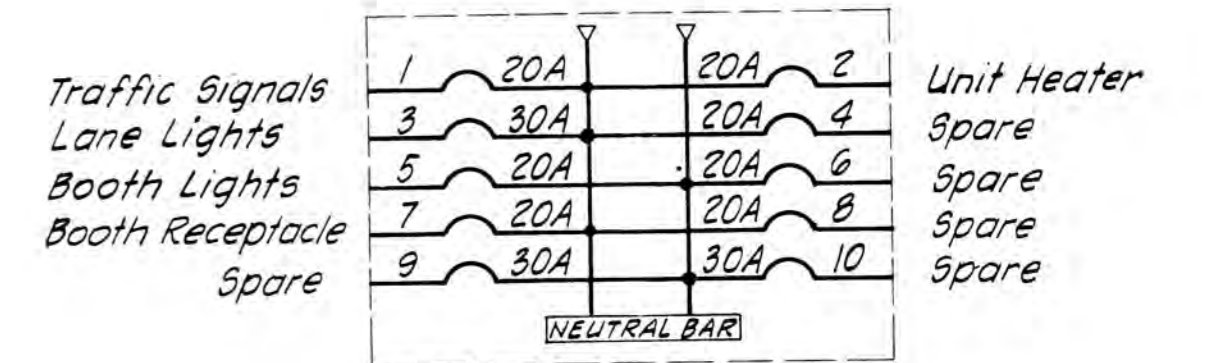 Traffic Signals 1 20A 20A 2 Unit Heater
Lane Lights 3 30A 20A 4 Spare
Booth Lights 5 20A 20A 6 Spare
Booth Receptacle 7 20A 20A 8 Spare
Spare 9 30A 30A 10 Spare
NEUTRAL BAR